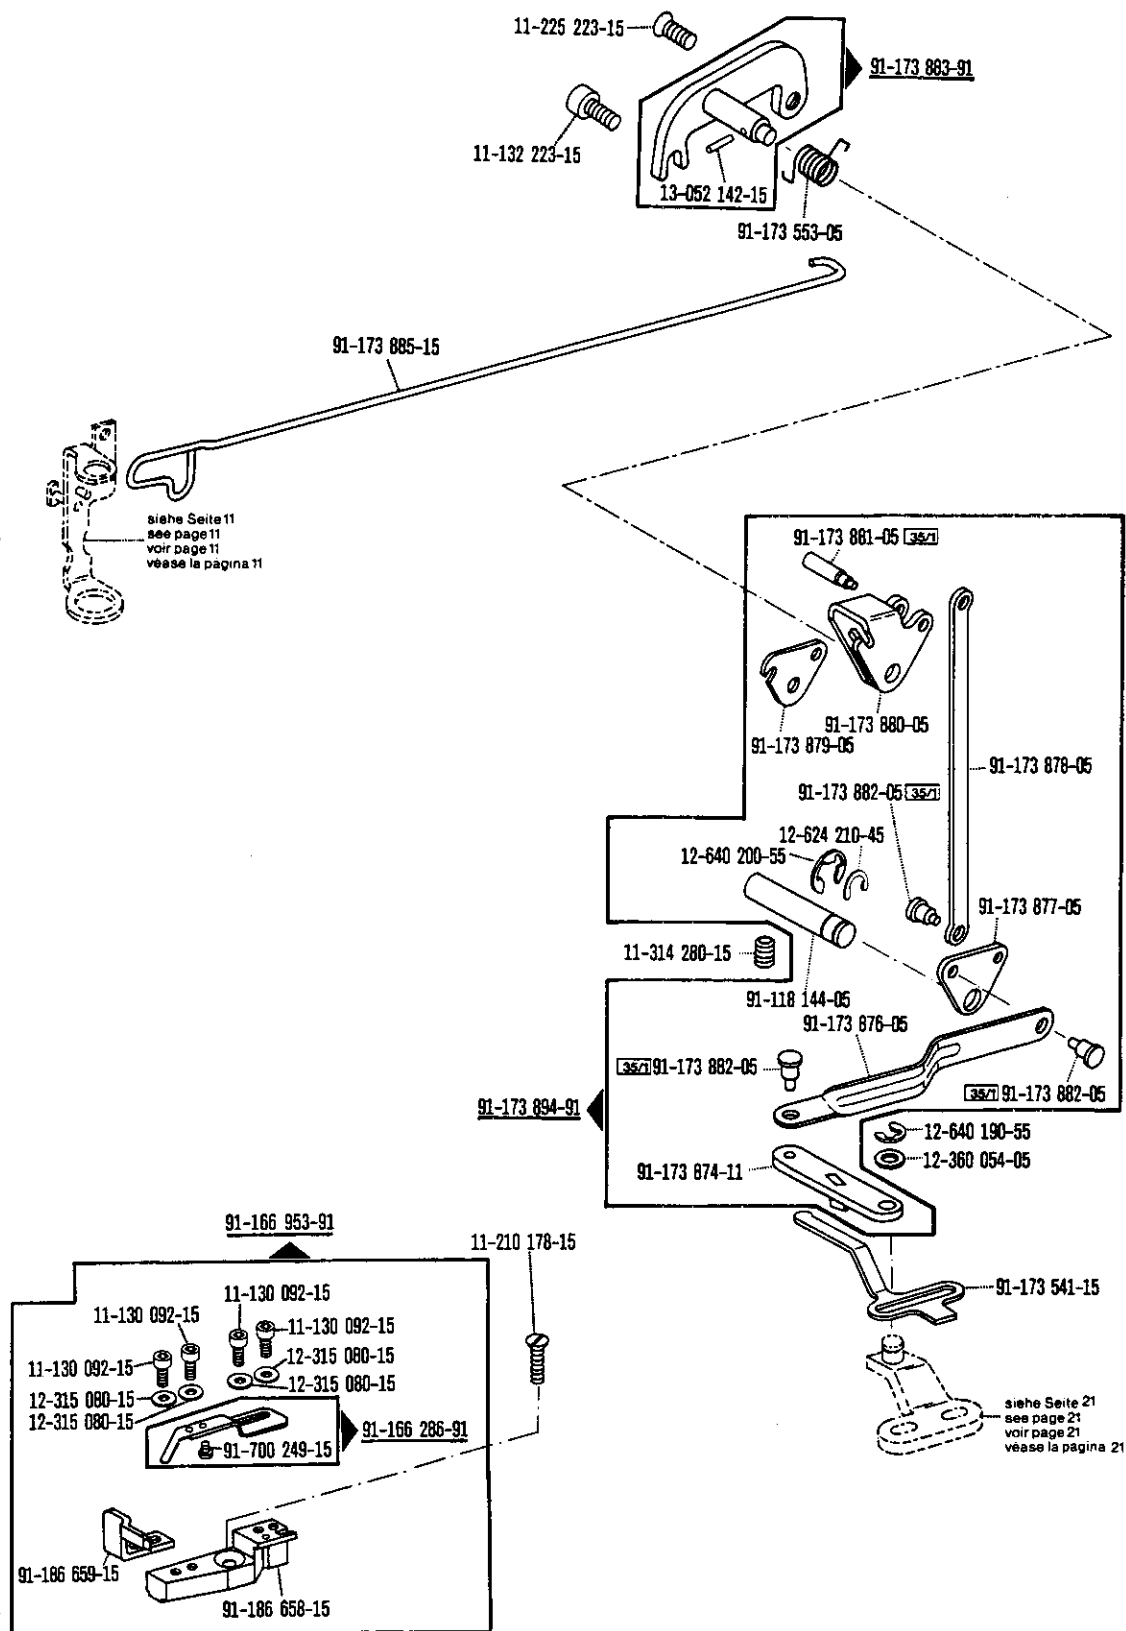 11-225 223-15
91-173 883-91
11-132 223-15
13-052 142-15
91-173 553-05
91-173 885-15
siehe Seite 11
see page 11
voir page 11
véase la página 11
91-173 881-05 35/1
91-173 880-05
91-173 879-05
91-173 878-05
91-173 882-05 35/1
12-624 210-45
12-640 200-55
91-173 877-05
11-314 280-15
91-118 144-05
91-173 876-05
35/1 91-173 882-05
35/1 91-173 882-05
91-173 894-91
12-640 190-55
12-360 054-05
91-173 874-11
91-166 953-91
11-210 178-15
91-173 541-15
11-130 092-15
11-130 092-15
11-130 092-15
11-130 092-15
12-315 080-15
12-315 080-15
12-315 080-15
12-315 080-15
91-166 286-91
91-700 249-15
siehe Seite 21
see page 21
voir page 21
véase la página 21
91-186 659-15
91-186 658-15